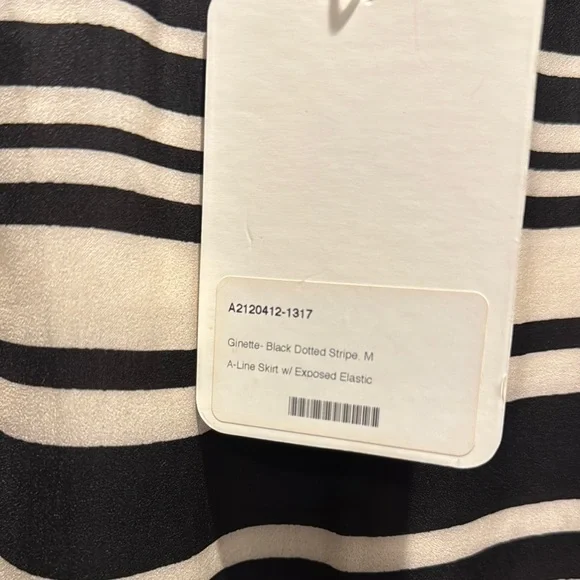 A2120412-1317
Ginette- Black Dotted Stripe, M
A-Line Skirt w/ Exposed Elastic